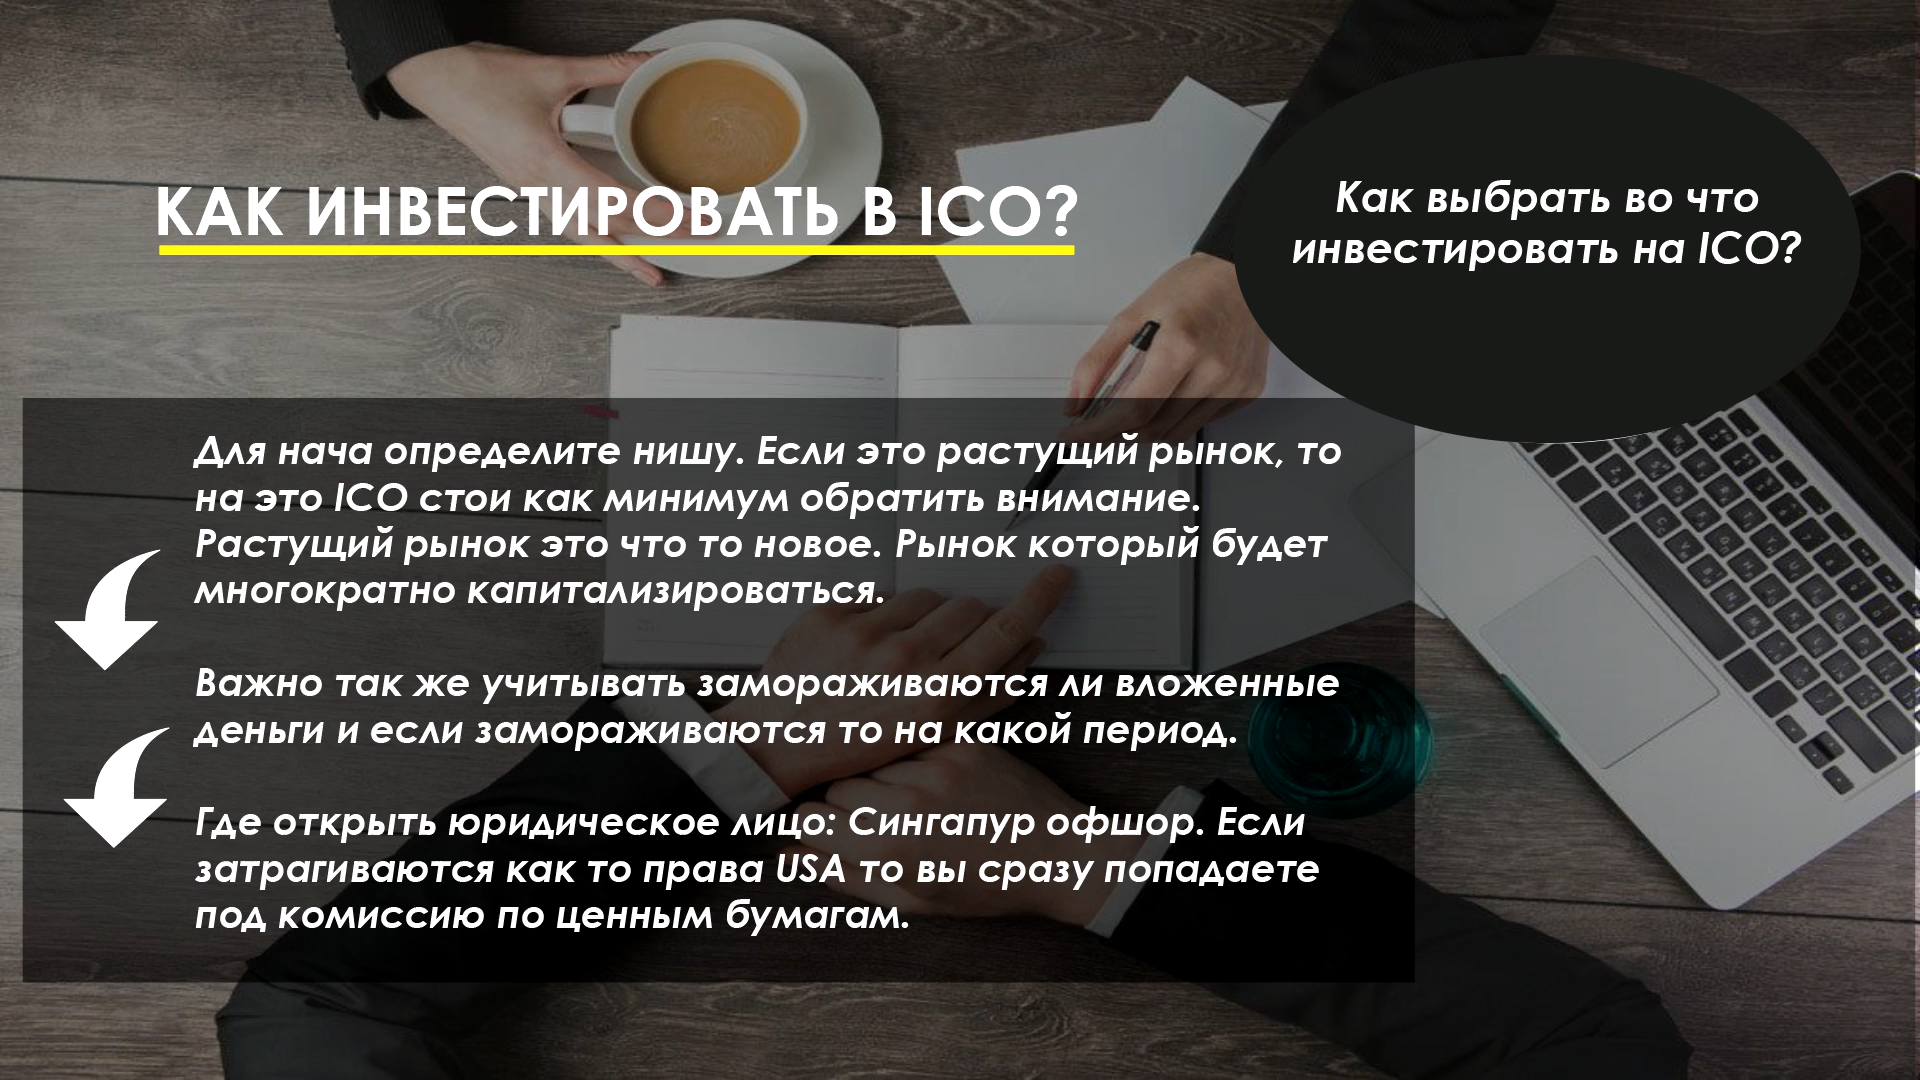 КАК ИНВЕСТИРОВАТЬ В ICO?
Как выбрать во что
инвестировать на ICO?
Для нача определите нишу. Если это растущий рынок, то
на это ICO стои как минимум обратить внимание.
Растущий рынок это что то новое. Рынок который будет
многократно капитализироваться.
Важно так же учитывать замораживаются ли вложенные
деньги и если замораживаются то на какой период.
Где открыть юридическое лицо: Сингапур офшор. Если
затрагиваются как то права USA то вы сразу попадаете
под комиссию по ценным бумагам.